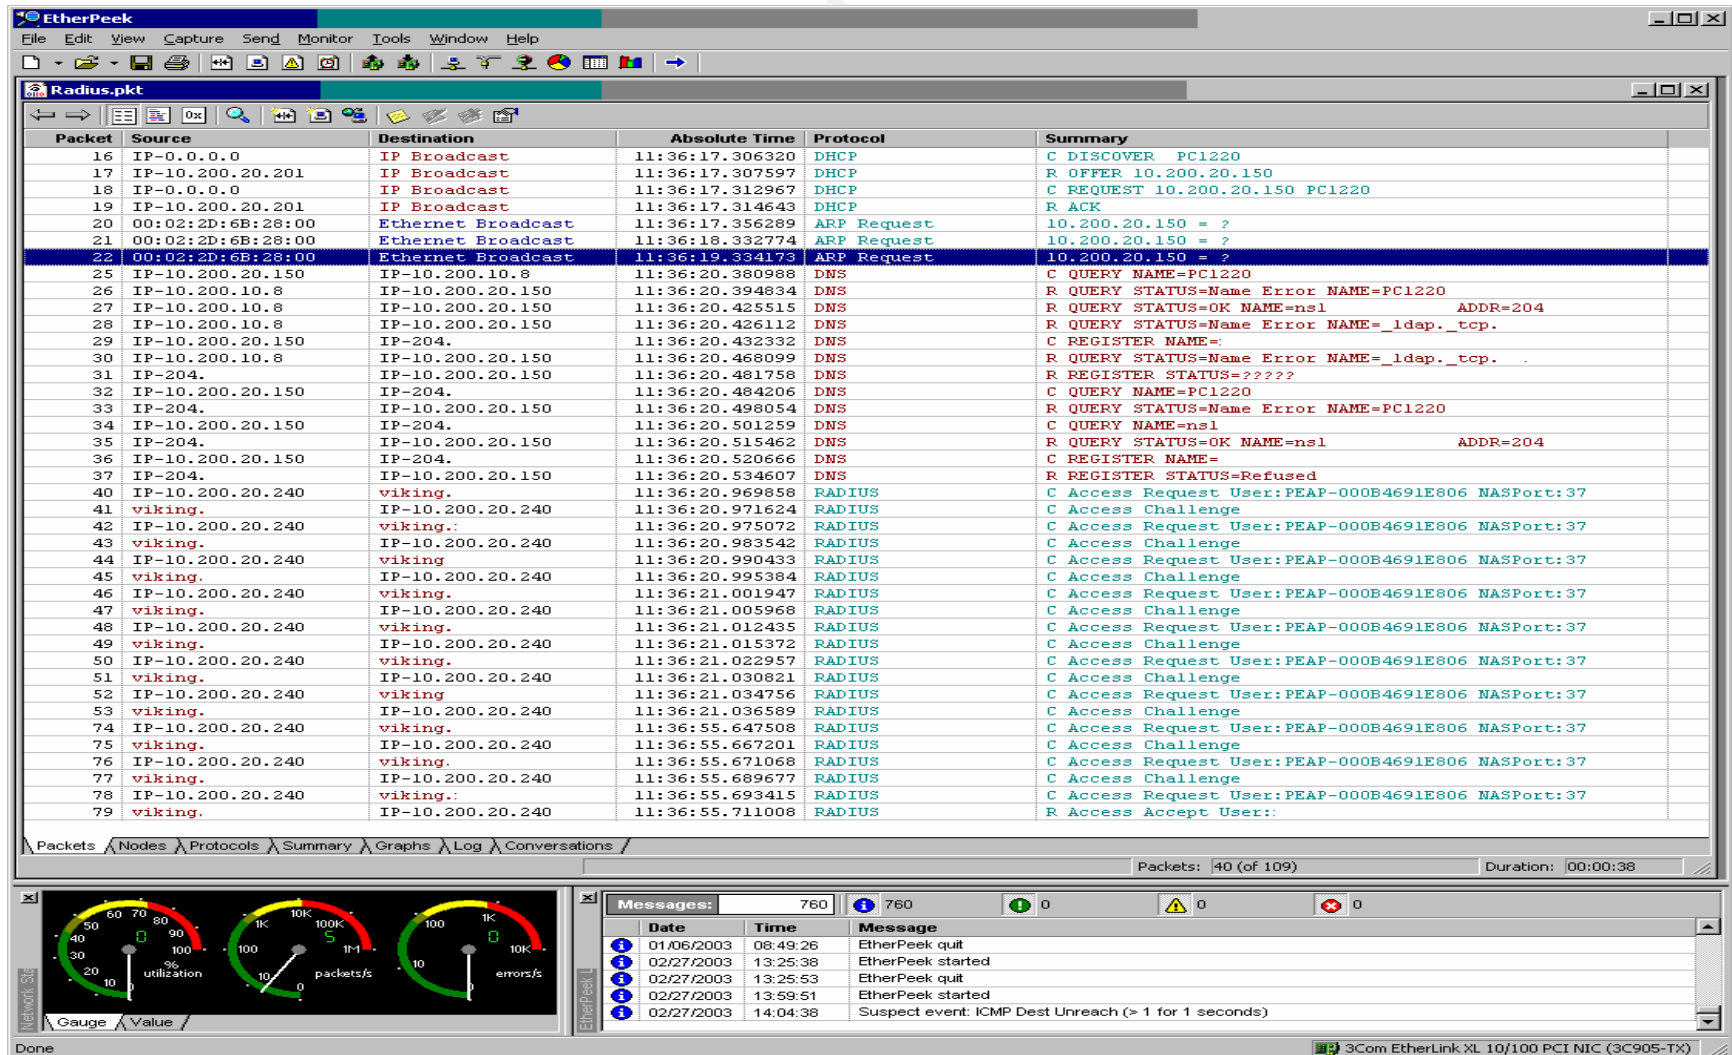 EtherPeek
File Edit View Capture Send Monitor Tools Window Help
Radius.pkt
Packet Source Destination Absolute Time Protocol Summary
16 IP-0.0.0.0 IP Broadcast 11:36:17.306320 DHCP C DISCOVER PC1220
17 IP-10.200.20.201 IP Broadcast 11:36:17.307597 DHCP R OFFER 10.200.20.150
18 IP-0.0.0.0 IP Broadcast 11:36:17.312967 DHCP C REQUEST 10.200.20.150 PC1220
19 IP-10.200.20.201 IP Broadcast 11:36:17.314643 DHCP R ACK
20 00:02:2D:6B:28:00 Ethernet Broadcast 11:36:17.356289 ARP Request 10.200.20.150 = ?
21 00:02:2D:6B:28:00 Ethernet Broadcast 11:36:18.332774 ARP Request 10.200.20.150 = ?
22 00:02:2D:6B:28:00 Ethernet Broadcast 11:36:19.334173 ARP Request 10.200.20.150 = ?
25 IP-10.200.20.150 IP-10.200.10.8 11:36:20.380988 DNS C QUERY NAME=PC1220
26 IP-10.200.10.8 IP-10.200.20.150 11:36:20.394834 DNS R QUERY STATUS=Name Error NAME=PC1220
27 IP-10.200.10.8 IP-10.200.20.150 11:36:20.425515 DNS R QUERY STATUS=OK NAME=ns1 ADDR=204
28 IP-10.200.10.8 IP-10.200.20.150 11:36:20.426112 DNS R QUERY STATUS=Name Error NAME=_ldap._tcp.
29 IP-10.200.20.150 IP-204. 11:36:20.432332 DNS C REGISTER NAME=:
30 IP-10.200.10.8 IP-10.200.20.150 11:36:20.468099 DNS R QUERY STATUS=Name Error NAME=_ldap._tcp. .
31 IP-204. IP-10.200.20.150 11:36:20.481758 DNS R REGISTER STATUS=?????
32 IP-10.200.20.150 IP-204. 11:36:20.484206 DNS C QUERY NAME=PC1220
33 IP-204. IP-10.200.20.150 11:36:20.498054 DNS R QUERY STATUS=Name Error NAME=PC1220
34 IP-10.200.20.150 IP-204. 11:36:20.501259 DNS C QUERY NAME=ns1
35 IP-204. IP-10.200.20.150 11:36:20.515462 DNS R QUERY STATUS=OK NAME=ns1 ADDR=204
36 IP-10.200.20.150 IP-204. 11:36:20.520666 DNS C REGISTER NAME=
37 IP-204. IP-10.200.20.150 11:36:20.534607 DNS R REGISTER STATUS=Refused
40 IP-10.200.20.240 viking. 11:36:20.969858 RADIUS C Access Request User:PEAP-000B4691E806 NASPort:37
41 viking. IP-10.200.20.240 11:36:20.971624 RADIUS C Access Challenge
42 IP-10.200.20.240 viking.: 11:36:20.975072 RADIUS C Access Request User:PEAP-000B4691E806 NASPort:37
43 viking. IP-10.200.20.240 11:36:20.983542 RADIUS C Access Challenge
44 IP-10.200.20.240 viking 11:36:20.990433 RADIUS C Access Request User:PEAP-000B4691E806 NASPort:37
45 viking. IP-10.200.20.240 11:36:20.995384 RADIUS C Access Challenge
46 IP-10.200.20.240 viking. 11:36:21.001947 RADIUS C Access Request User:PEAP-000B4691E806 NASPort:37
47 viking. IP-10.200.20.240 11:36:21.005968 RADIUS C Access Challenge
48 IP-10.200.20.240 viking. 11:36:21.012435 RADIUS C Access Request User:PEAP-000B4691E806 NASPort:37
49 viking. IP-10.200.20.240 11:36:21.015372 RADIUS C Access Challenge
50 IP-10.200.20.240 viking. 11:36:21.022957 RADIUS C Access Request User:PEAP-000B4691E806 NASPort:37
51 viking. IP-10.200.20.240 11:36:21.030821 RADIUS C Access Challenge
52 IP-10.200.20.240 viking 11:36:21.034756 RADIUS C Access Request User:PEAP-000B4691E806 NASPort:37
53 viking. IP-10.200.20.240 11:36:21.036589 RADIUS C Access Challenge
74 IP-10.200.20.240 viking. 11:36:55.647508 RADIUS C Access Request User:PEAP-000B4691E806 NASPort:37
75 viking. IP-10.200.20.240 11:36:55.667201 RADIUS C Access Challenge
76 IP-10.200.20.240 viking. 11:36:55.671068 RADIUS C Access Request User:PEAP-000B4691E806 NASPort:37
77 viking. IP-10.200.20.240 11:36:55.689677 RADIUS C Access Challenge
78 IP-10.200.20.240 viking.: 11:36:55.693415 RADIUS C Access Request User:PEAP-000B4691E806 NASPort:37
79 viking. IP-10.200.20.240 11:36:55.711008 RADIUS R Access Accept User::
Packets Nodes Protocols Summary Graphs Log Conversations
Packets: 40 (of 109) Duration: 00:00:38
Network Sta
10 20 30 40 50 60 70 80 90 100 0 % utilization
0 10 100 1K 10K 100K 1M 5 packets/s
10 100 1K 10K 0 errors/s
Gauge Value
EtherPeek L
Messages: 760 760 0 0 0
Date Time Message
01/06/2003 08:49:26 EtherPeek quit
02/27/2003 13:25:38 EtherPeek started
02/27/2003 13:25:53 EtherPeek quit
02/27/2003 13:59:51 EtherPeek started
02/27/2003 14:04:38 Suspect event: ICMP Dest Unreach (> 1 for 1 seconds)
Done 3Com EtherLink XL 10/100 PCI NIC (3C905-TX)